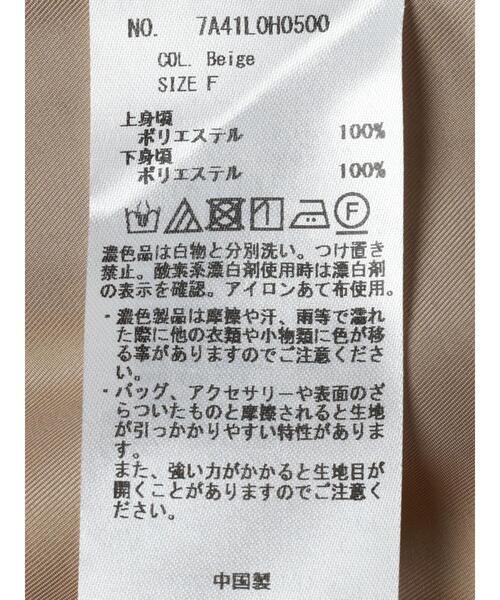 NO. 7A41L0H0500
COL. Beige
SIZE F
上身頃
ポリエステル 100%
下身頃
ポリエステル 100%
F
濃色品は白物と分別洗い。つけ置き
禁止。酸素系漂白剤使用時は漂白剤
の表示を確認。アイロンあて布使用。
・濃色製品は摩擦や汗、雨等で濡れ
た際に他の衣類や小物類に色が移
る事がありますのでご注意くださ
い。
・バッグ、アクセサリーや表面のざ
らついたものと摩擦されると生地
が引っかかりやすい特性がありま
す。
また、強い力がかかると生地目が
開くことがありますのでご注意く
ださい。
中国製